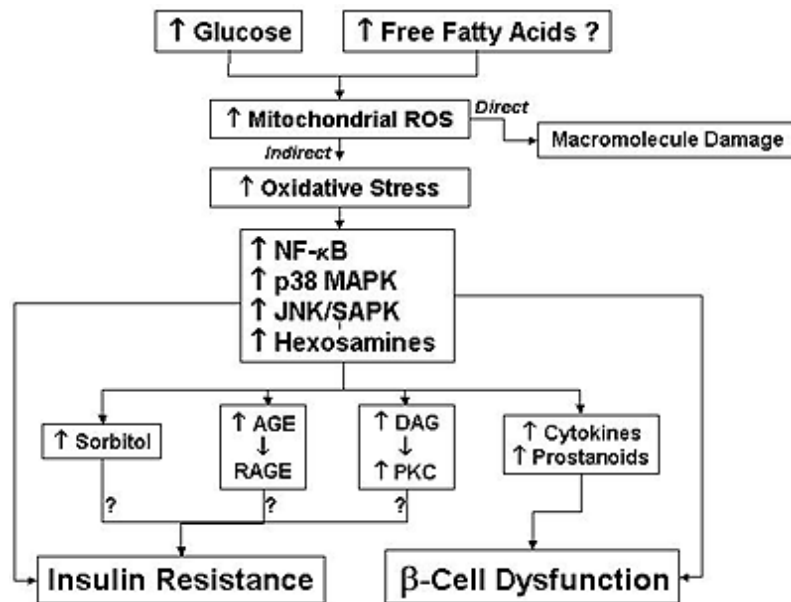 ↑ Glucose
↑ Free Fatty Acids ?
↑ Mitochondrial ROS
Direct
Macromolecule Damage
Indirect
↑ Oxidative Stress
↑ NF-κB
↑ p38 MAPK
↑ JNK/SAPK
↑ Hexosamines
↑ Sorbitol
↑ AGE
↓
RAGE
↑ DAG
↓
↑ PKC
↑ Cytokines
↑ Prostanoids
?
?
?
Insulin Resistance
β-Cell Dysfunction